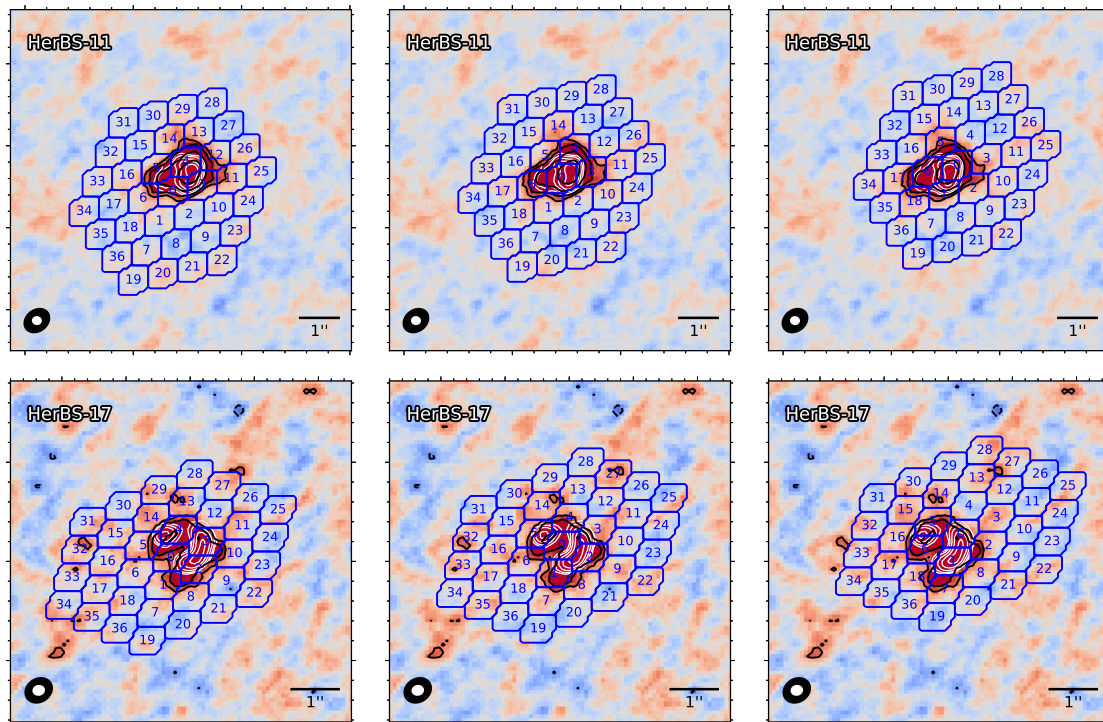 HerBS-11
31 30 29 28
32 15 14 13 27
33 16 12 26
34 17 6 11 25
35 18 1 2 10 24
36 7 8 9 23
19 20 21 22
1''
HerBS-11
31 30 29 28
32 15 14 13 27
33 16 5 12 26
34 17 11 25
35 18 1 2 10 24
36 7 8 9 23
19 20 21 22
1''
HerBS-11
31 30 29 28
32 15 14 13 27
33 16 4 12 26
34 17 3 11 25
35 18 2 10 24
36 7 8 9 23
19 20 21 22
1''
HerBS-17
31 30 29 28
32 15 14 13 27
33 16 5 12 26
34 17 6 11 25
35 18 10 24
36 7 8 9 23
19 20 21 22
1''
HerBS-17
31 30 29 28
32 15 14 13 27
33 16 12 26
34 17 6 3 11 25
35 18 10 24
36 7 8 9 23
19 20 21 22
1''
HerBS-17
31 30 29 28
32 15 14 13 27
33 16 4 12 26
34 17 3 11 25
35 18 2 10 24
36 7 8 9 23
19 20 21 22
1''